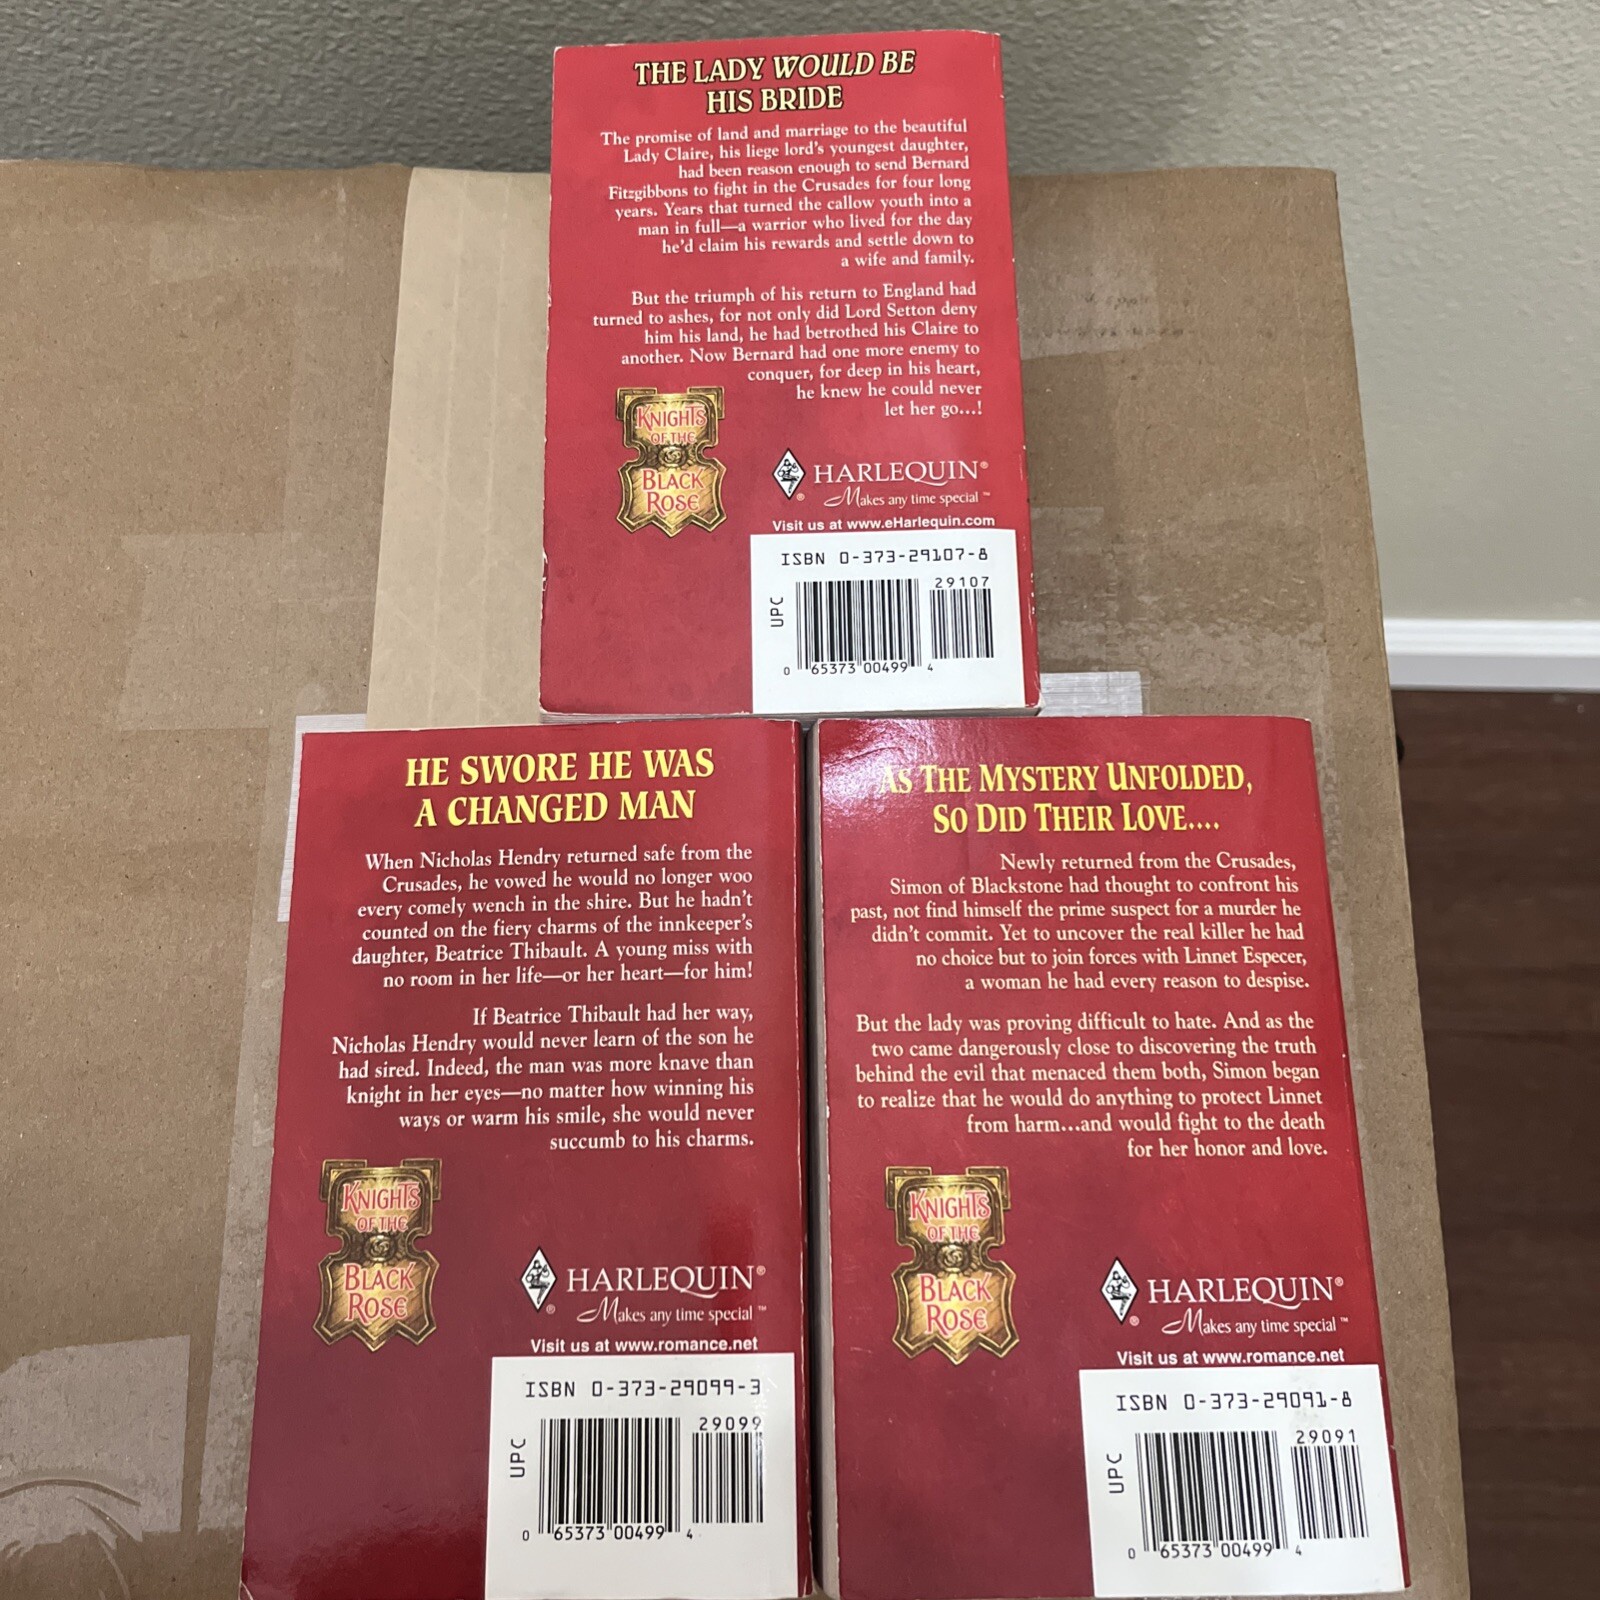 THE LADY WOULD BE
HIS BRIDE
The promise of land and marriage to the beautiful
Lady Claire, his liege lord's youngest daughter,
had been reason enough to send Bernard
Fitzgibbons to fight in the Crusades for four long
years. Years that turned the callow youth into a
man in full—a warrior who lived for the day
he'd claim his rewards and settle down to
a wife and family.
But the triumph of his return to England had
turned to ashes, for not only did Lord Setton deny
him his land, he had betrothed his Claire to
another. Now Bernard had one more enemy to
conquer, for deep in his heart,
he knew he could never
let her go...!
KNIGHTS
OF THE
BLACK
ROSE
HARLEQUIN®
Makes any time special™
Visit us at www.eHarlequin.com
ISBN 0-373-29107-8
29107
UPC
0 65373 00499 4
HE SWORE HE WAS
A CHANGED MAN
When Nicholas Hendry returned safe from the
Crusades, he vowed he would no longer woo
every comely wench in the shire. But he hadn't
counted on the fiery charms of the innkeeper's
daughter, Beatrice Thibault. A young miss with
no room in her life—or her heart—for him!
If Beatrice Thibault had her way,
Nicholas Hendry would never learn of the son he
had sired. Indeed, the man was more knave than
knight in her eyes—no matter how winning his
ways or warm his smile, she would never
succumb to his charms.
KNIGHTS
OF THE
BLACK
ROSE
HARLEQUIN®
®
Makes any time special™
Visit us at www.romance.net
ISBN 0-373-29099-3
29099
UPC
0 65373 00499 4
AS THE MYSTERY UNFOLDED,
SO DID THEIR LOVE....
Newly returned from the Crusades,
Simon of Blackstone had thought to confront his
past, not find himself the prime suspect for a murder he
didn't commit. Yet to uncover the real killer he had
no choice but to join forces with Linnet Especer,
a woman he had every reason to despise.
But the lady was proving difficult to hate. And as the
two came dangerously close to discovering the truth
behind the evil that menaced them both, Simon began
to realize that he would do anything to protect Linnet
from harm...and would fight to the death
for her honor and love.
KNIGHTS
OF THE
BLACK
ROSE
HARLEQUIN®
®
Makes any time special™
Visit us at www.romance.net
ISBN 0-373-29091-8
29091
UPC
0 65373 00499 4